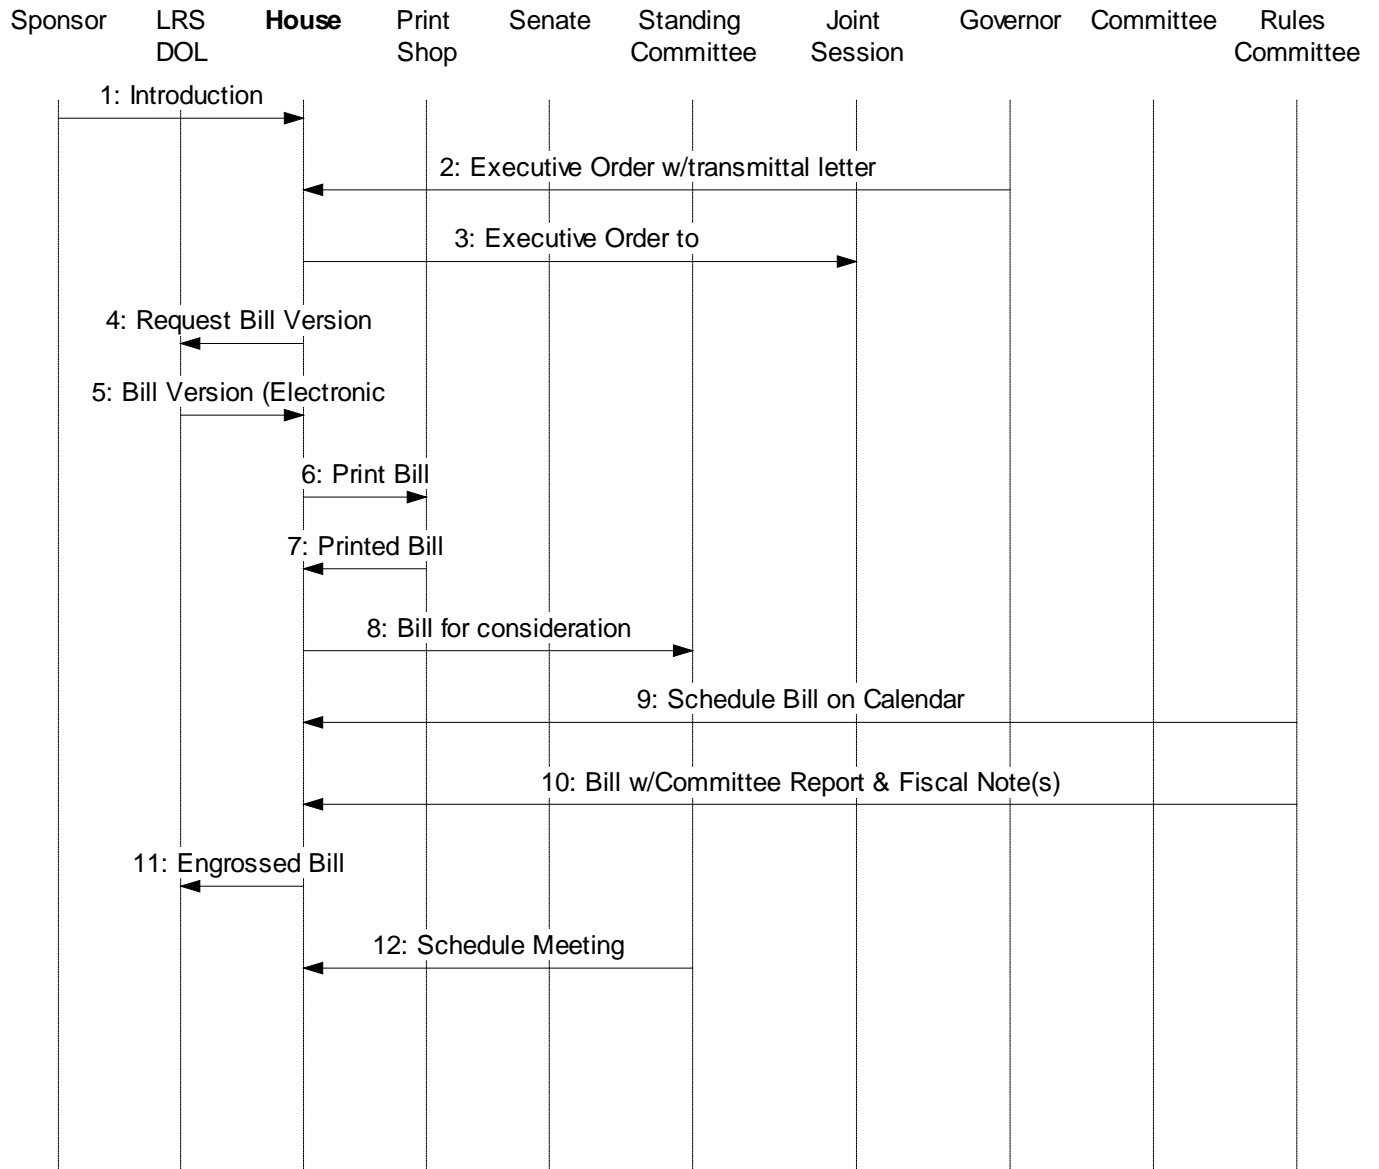 Sponsor LRS House Print Senate Standing Joint Governor Committee Rules
DOL Shop Committee Session Committee
1: Introduction
2: Executive Order w/transmittal letter
3: Executive Order to
4: Request Bill Version
5: Bill Version (Electronic
6: Print Bill
7: Printed Bill
8: Bill for consideration
9: Schedule Bill on Calendar
10: Bill w/Committee Report & Fiscal Note(s)
11: Engrossed Bill
12: Schedule Meeting